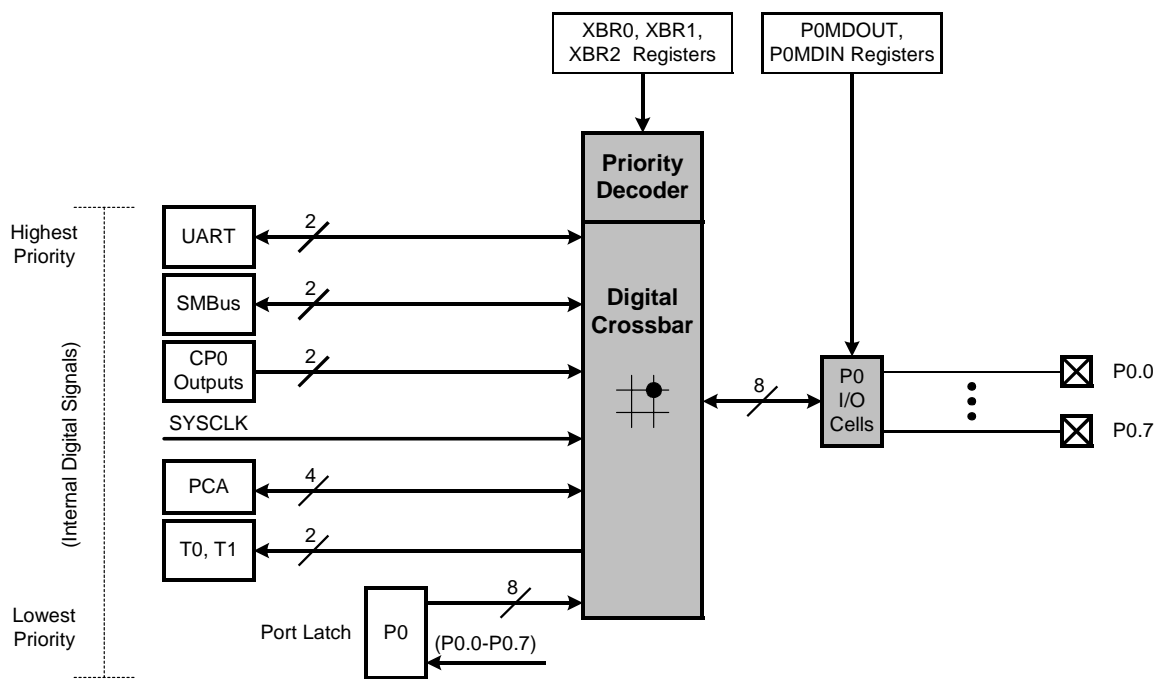 XBR0, XBR1,
XBR2 Registers
P0MDOUT,
P0MDIN Registers
Priority
Decoder
Highest
Priority
UART
2
SMBus
2
Digital
Crossbar
CP0
Outputs
2
(Internal Digital Signals)
SYSCLK
8
P0
I/O
Cells
P0.0
P0.7
PCA
4
T0, T1
2
Lowest
Priority
Port Latch
P0
8
(P0.0-P0.7)